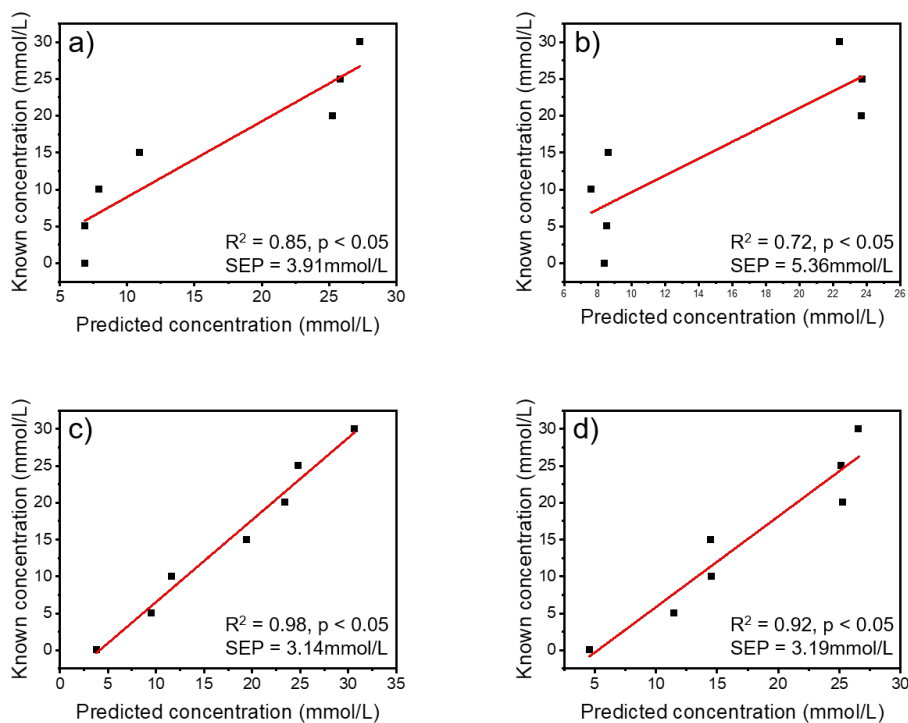 a)
Known concentration (mmol/L)
30
25
20
15
10
5
0
R² = 0.85, p < 0.05
SEP = 3.91mmol/L
5 10 15 20 25 30
Predicted concentration (mmol/L)
b)
Known concentration (mmol/L)
30
25
20
15
10
5
0
R² = 0.72, p < 0.05
SEP = 5.36mmol/L
6 8 10 12 14 16 18 20 22 24 26
Predicted concentration (mmol/L)
c)
Known concentration (mmol/L)
30
25
20
15
10
5
0
R² = 0.98, p < 0.05
SEP = 3.14mmol/L
0 5 10 15 20 25 30 35
Predicted concentration (mmol/L)
d)
Known concentration (mmol/L)
30
25
20
15
10
5
0
R² = 0.92, p < 0.05
SEP = 3.19mmol/L
5 10 15 20 25 30
Predicted concentration (mmol/L)